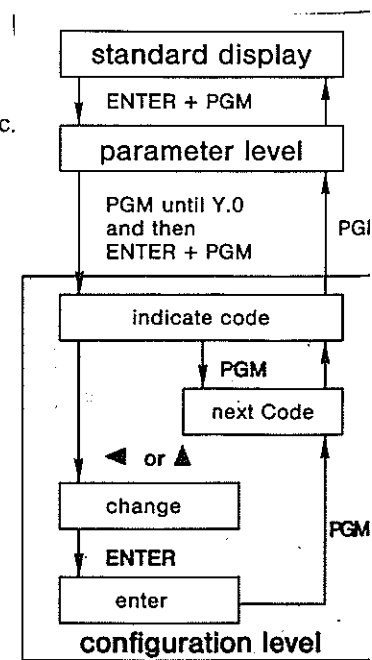 standard display
ENTER + PGM
c.
parameter level
PGM until Y.0
and then
ENTER + PGM
indicate code
PGM
next Code
◄ or ▲
change
PGM
ENTER
enter
configuration level